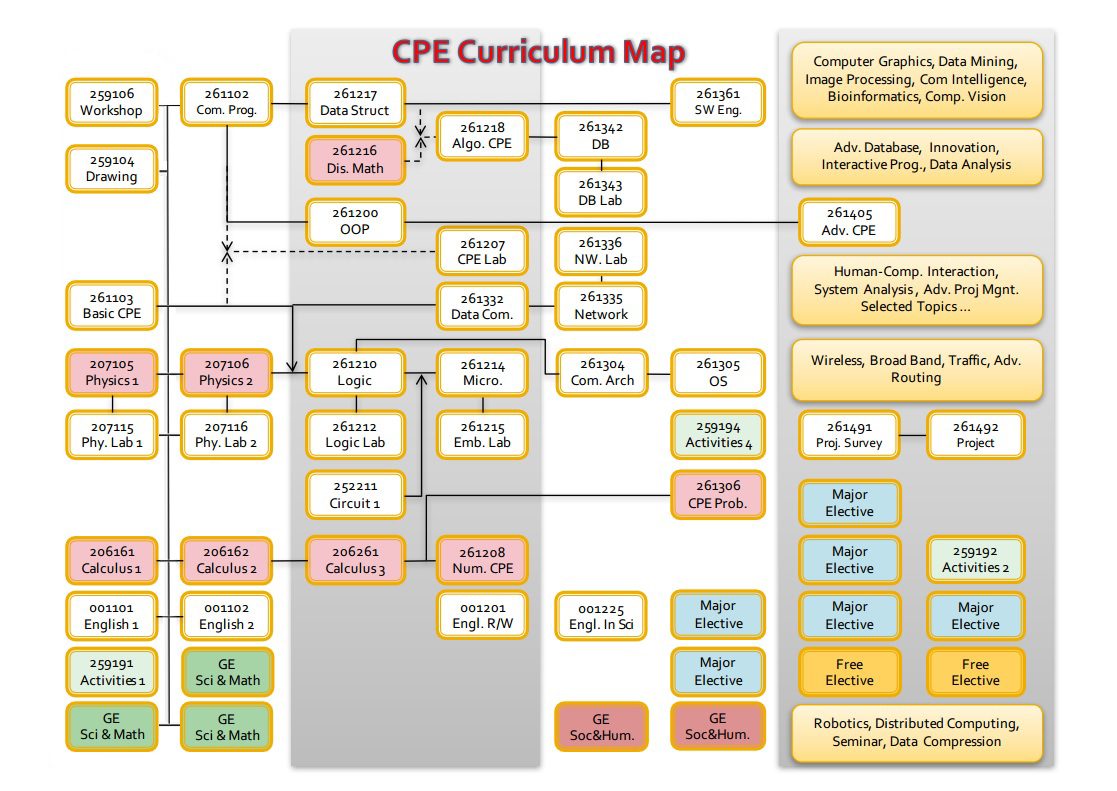 CPE Curriculum Map
259106
Workshop
261102
Com. Prog.
261217
Data Struct
261361
SW Eng.
Computer Graphics, Data Mining,
Image Processing, Com Intelligence,
Bioinformatics, Comp. Vision
261218
Algo. CPE
261342
DB
259104
Drawing
261216
Dis. Math
Adv. Database, Innovation,
Interactive Prog., Data Analysis
261343
DB Lab
261200
OOP
261405
Adv. CPE
261207
CPE Lab
261336
NW. Lab
Human-Comp. Interaction,
System Analysis, Adv. Proj Mgnt.
Selected Topics ...
261103
Basic CPE
261332
Data Com.
261335
Network
207105
Physics 1
207106
Physics 2
261210
Logic
261214
Micro.
261304
Com. Arch
261305
OS
Wireless, Broad Band, Traffic, Adv.
Routing
207115
Phy. Lab 1
207116
Phy. Lab 2
261212
Logic Lab
261215
Emb. Lab
259194
Activities 4
261491
Proj. Survey
261492
Project
252211
Circuit 1
261306
CPE Prob.
Major
Elective
206161
Calculus 1
206162
Calculus 2
206261
Calculus 3
261208
Num. CPE
Major
Elective
259192
Activities 2
001101
English 1
001102
English 2
001201
Engl. R/W
001225
Engl. In Sci
Major
Elective
Major
Elective
Major
Elective
259191
Activities 1
GE
Sci & Math
Major
Elective
Free
Elective
Free
Elective
GE
Sci & Math
GE
Sci & Math
GE
Soc&Hum.
GE
Soc&Hum.
Robotics, Distributed Computing,
Seminar, Data Compression